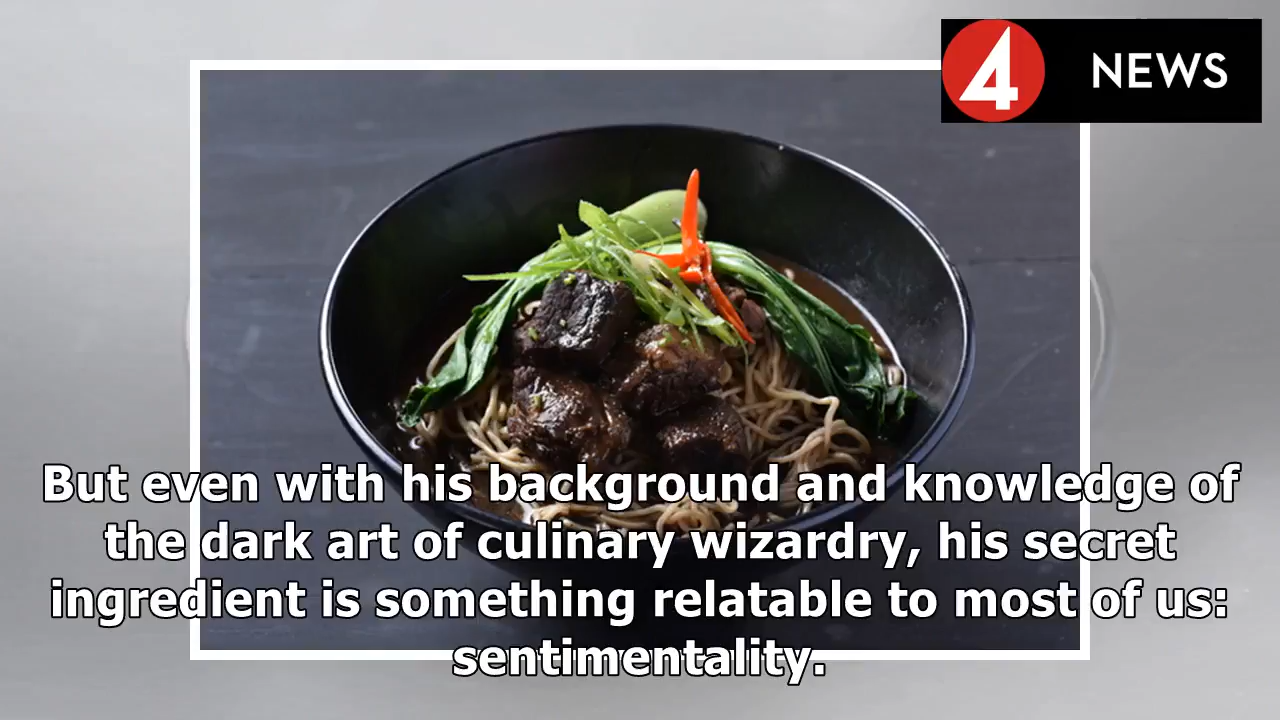 4 NEWS
But even with his background and knowledge of
the dark art of culinary wizardry, his secret
ingredient is something relatable to most of us:
sentimentality.